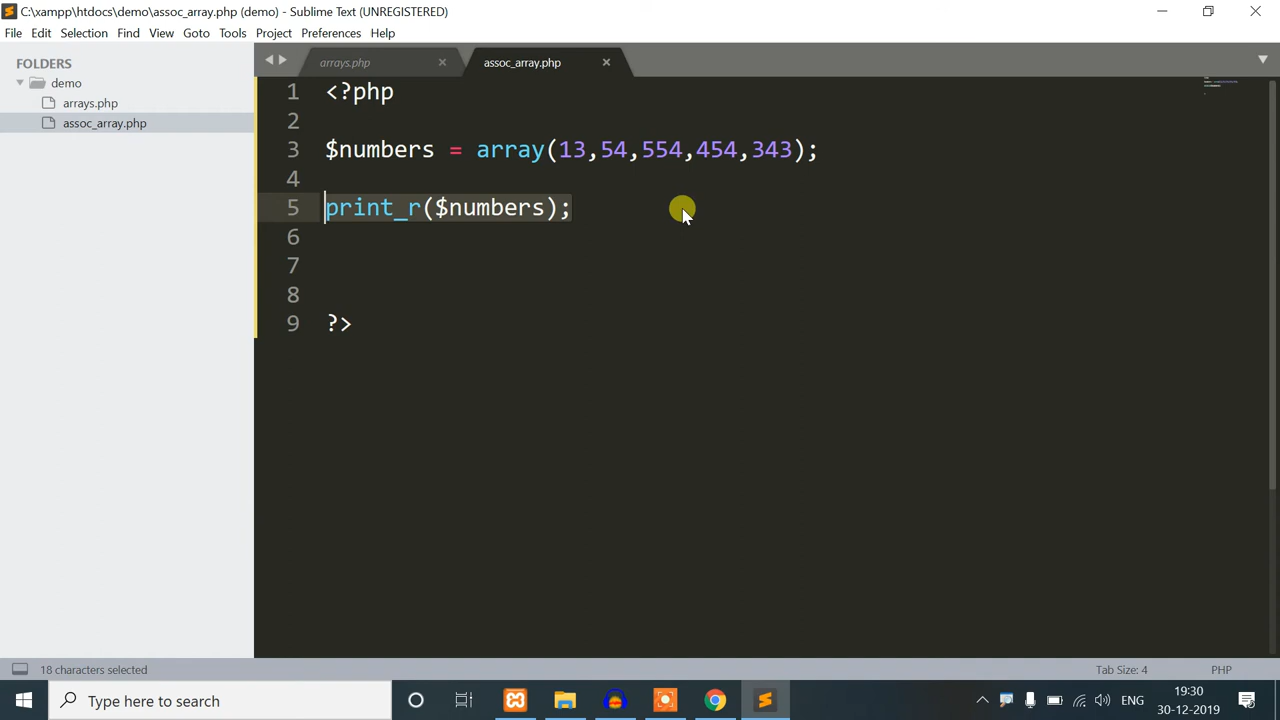 C:\xampp\htdocs\demo\assoc_array.php (demo) - Sublime Text (UNREGISTERED)
File Edit Selection Find View Goto Tools Project Preferences Help
FOLDERS
demo
arrays.php
assoc_array.php
arrays.php assoc_array.php
1 <?php
2
3 $numbers = array(13,54,554,454,343);
4
5 print_r($numbers);
6
7
8
9 ?>
18 characters selected Tab Size: 4 PHP
Type here to search
ENG
19:30
30-12-2019